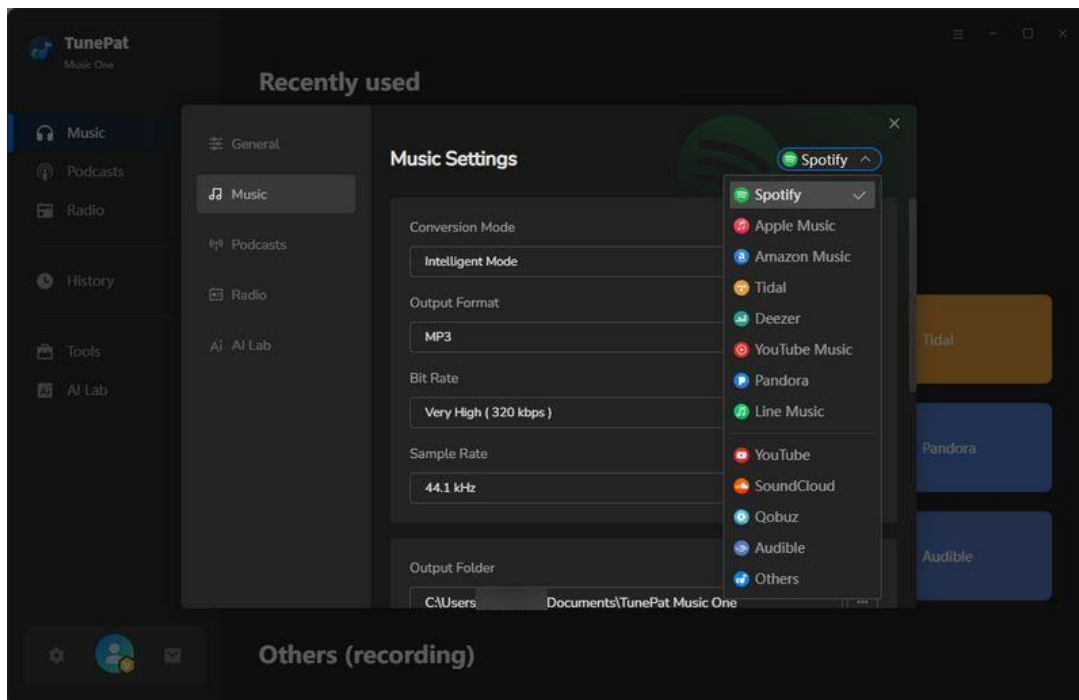 TunePat
Music One
Recently used
Music
Podcasts
Radio
History
Tools
AI Lab
General
Music
Podcasts
Radio
AI Lab
Music Settings
Spotify
Conversion Mode
Intelligent Mode
Output Format
MP3
Bit Rate
Very High ( 320 kbps )
Sample Rate
44.1 kHz
Output Folder
C:\Users Documents\TunePat Music One
...
Spotify
Apple Music
Amazon Music
Tidal
Deezer
YouTube Music
Pandora
Line Music
YouTube
SoundCloud
Qobuz
Audible
Others
Tidal
Pandora
Audible
Others (recording)